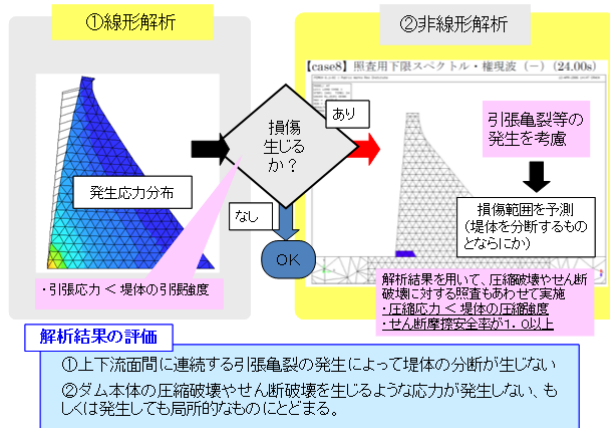 ①線形解析
②非線形解析
【case8】照査用下限スペクトル・権現波 (－) (24.00s)
損傷
生じる
か？
あり
なし
OK
発生応力分布
・引張応力 ＜ 堤体の引張強度
引張亀裂等の
発生を考慮
損傷範囲を予測
(堤体を分断するもの
とならにか)
解析結果を用いて、圧縮破壊やせん断
破壊に対する照査もあわせて実施
・圧縮応力 ＜ 堤体の圧縮強度
・せん断摩擦安全率が１．０以上
解析結果の評価
①上下流面間に連続する引張亀裂の発生によって堤体の分断が生じない
②ダム本体の圧縮破壊やせん断破壊を生じるような応力が発生しない、も
しくは発生しても局所的なものにとどまる。